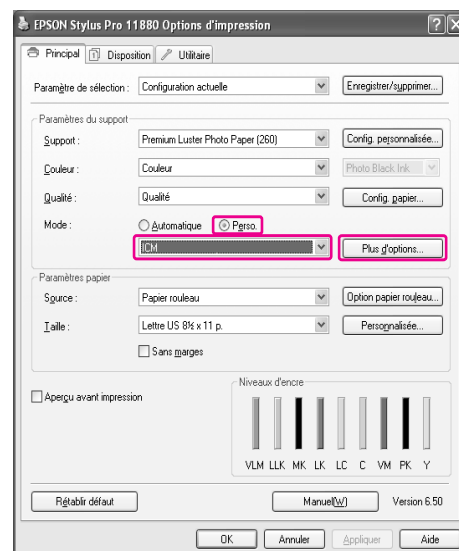 EPSON Stylus Pro 11880 Options d'impression
Principal Disposition Utilitaire
Paramètre de sélection : Configuration actuelle Enregistrer/supprimer...
Paramètres du support
Support : Premium Luster Photo Paper (260) Config. personnalisée...
Couleur : Couleur Photo Black Ink
Qualité : Qualité Config. papier...
Mode : Automatique Perso.
ICM Plus d'options...
Paramètres papier
Source : Papier rouleau Option papier rouleau...
Taille : Lettre US 8½ x 11 p. Personnalisée...
Sans marges
Aperçu avant impression
Niveaux d'encre
VLM LLK MK LK LC C VM PK Y
Rétablir défaut Manuel(W) Version 6.50
OK Annuler Appliquer Aide